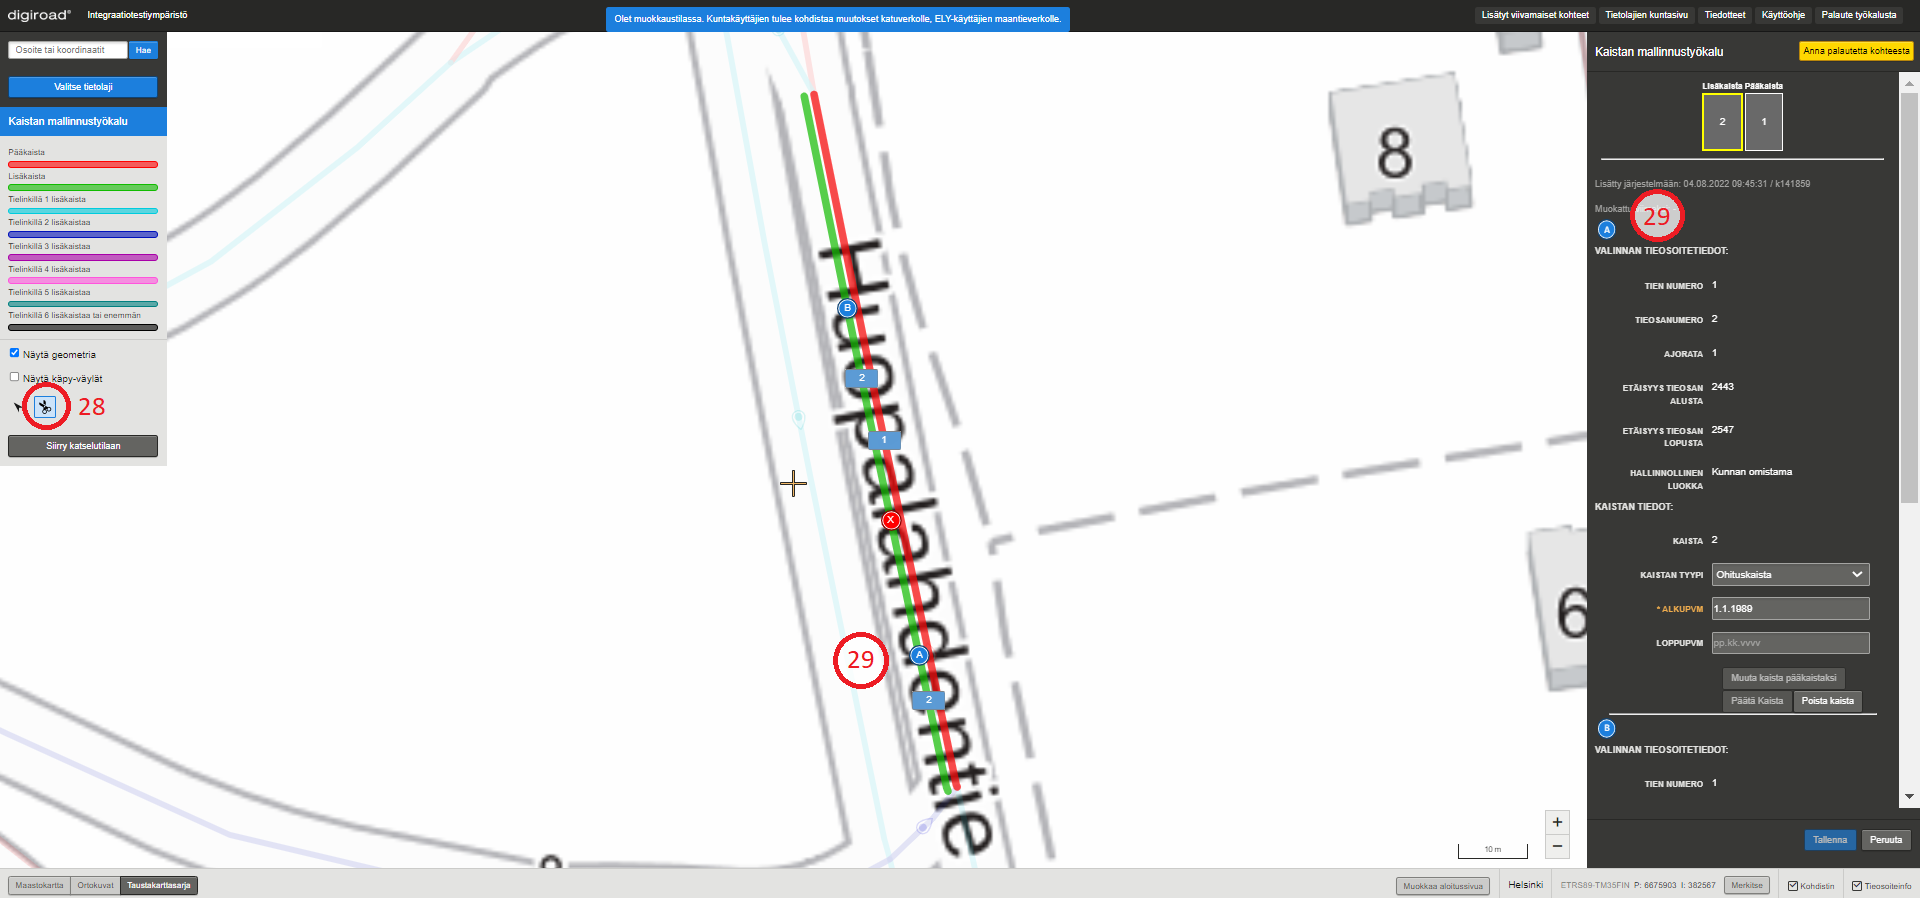 digiroad°
Integraatiotestiympäristö
Olet muokkaustilassa. Kuntakäyttäjien tulee kohdistaa muutokset katuverkolle, ELY-käyttäjien maantieverkolle.
Lisätyt viivamaiset kohteet
Tietolajien kuntasivu
Tiedotteet
Käyttöohje
Palaute työkalusta
Osoite tai koordinaatit
Hae
Valitse tietolaji
Kaistan mallinnustyökalu
Pääkaista
Lisäkaista
Tielinkillä 1 lisäkaista
Tielinkillä 2 lisäkaistaa
Tielinkillä 3 lisäkaistaa
Tielinkillä 4 lisäkaistaa
Tielinkillä 5 lisäkaistaa
Tielinkillä 6 lisäkaistaa tai enemmän
Näytä geometria
Näytä käpy-väylät
28
Siirry katselutilaan
8
6
Huopalahdentie
B
2
1
X
A
29
2
10 m
+
−
Kaistan mallinnustyökalu
Anna palautetta kohteesta
Lisäkaista Pääkaista
2
1
Lisätty järjestelmään: 04.08.2022 09:45:31 / k141859
29
A
VALINNAN TIEOSOITETIEDOT:
TIEN NUMERO 1
TIEOSANUMERO 2
AJORATA 1
ETÄISYYS TIEOSAN ALUSTA 2443
ETÄISYYS TIEOSAN LOPUSTA 2547
HALLINNOLLINEN LUOKKA Kunnan omistama
KAISTAN TIEDOT:
KAISTA 2
KAISTAN TYYPI Ohituskaista
* ALKUPVM 1.1.1989
LOPPUPVM pp.kk.vvvv
Muuta kaista pääkaistaksi
Päätä Kaista
Poista kaista
B
VALINNAN TIEOSOITETIEDOT:
TIEN NUMERO 1
Tallenna
Peruuta
Maastokartta
Ortokuvat
Taustakarttasarja
Muokkaa aloitussivua
Helsinki
ETRS89-TM35FIN P: 6675903 I: 382567
Merkitse
Kohdistin
Tieosoiteinfo